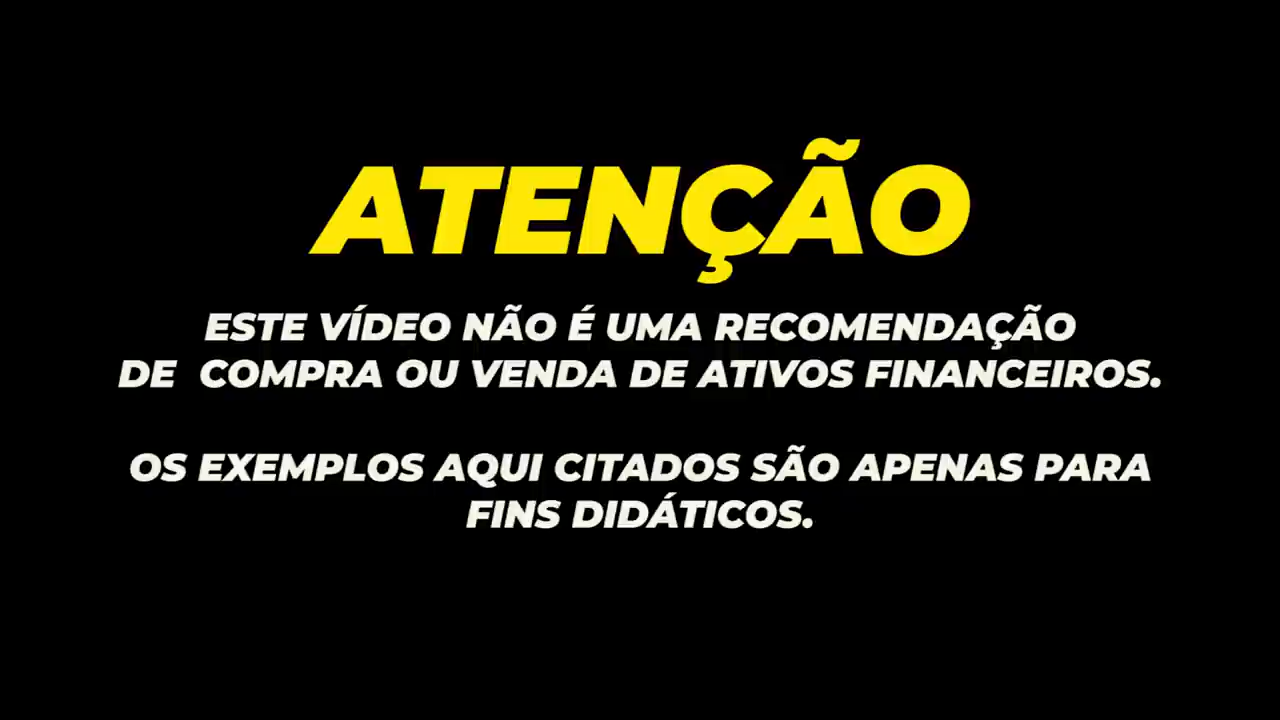 ATENÇÃO
ESTE VÍDEO NÃO É UMA RECOMENDAÇÃO
DE  COMPRA OU VENDA DE ATIVOS FINANCEIROS.
OS EXEMPLOS AQUI CITADOS SÃO APENAS PARA
FINS DIDÁTICOS.